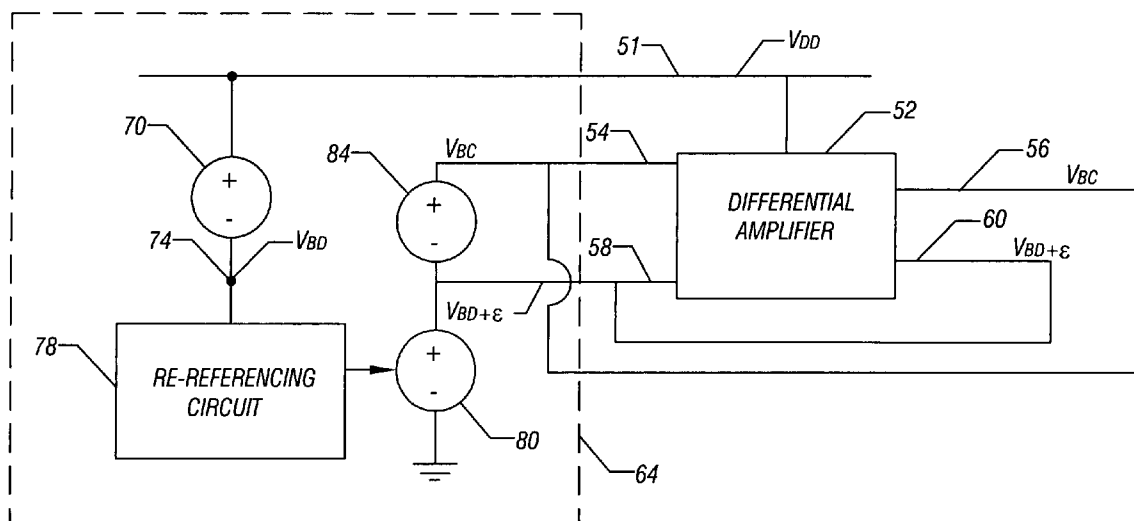 51
VDD
70
+
-
84
VBC
+
-
54
52
56
VBC
DIFFERENTIAL
AMPLIFIER
74
VBD
58
60
VBD+ε
VBD+ε
78
RE-REFERENCING
CIRCUIT
+
-
80
64